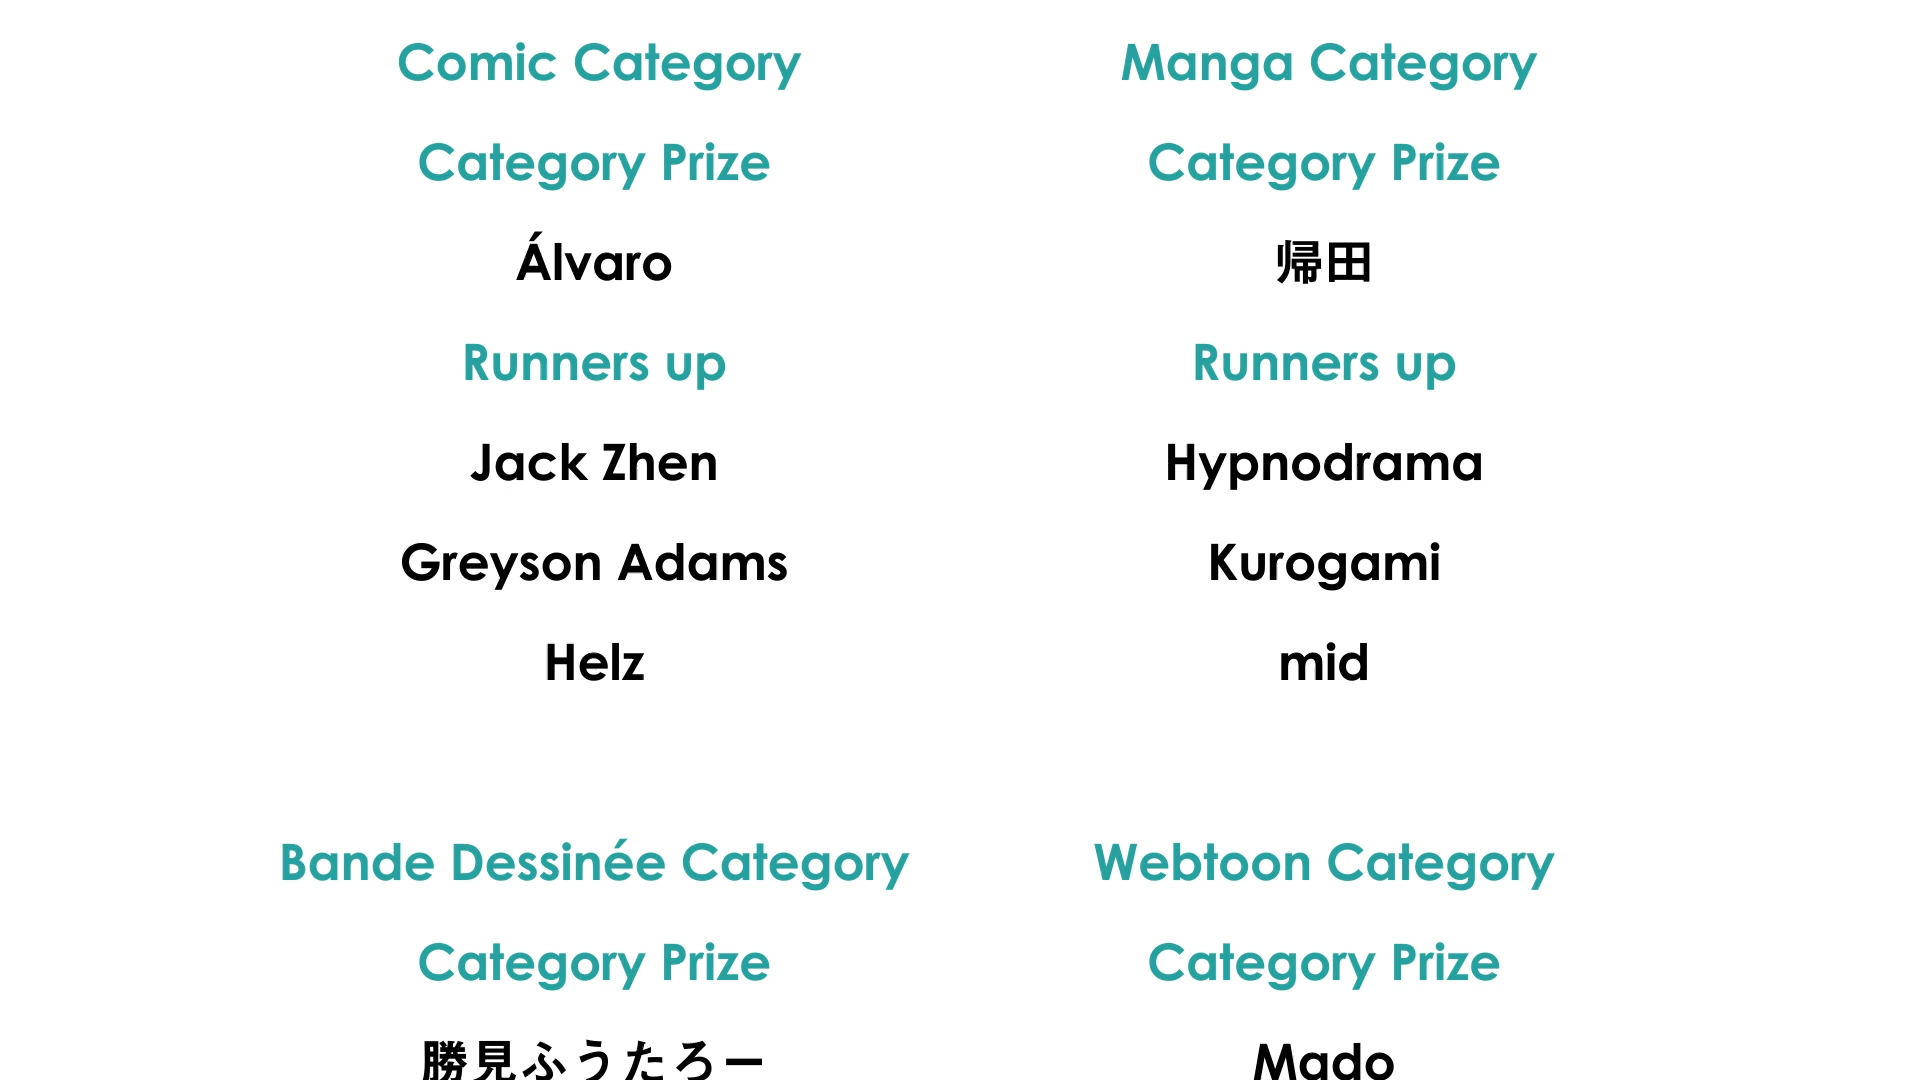 Comic Category
Category Prize
Álvaro
Runners up
Jack Zhen
Greyson Adams
Helz
Manga Category
Category Prize
帰田
Runners up
Hypnodrama
Kurogami
mid
Bande Dessinée Category
Category Prize
勝見ふうたろー
Webtoon Category
Category Prize
Mado